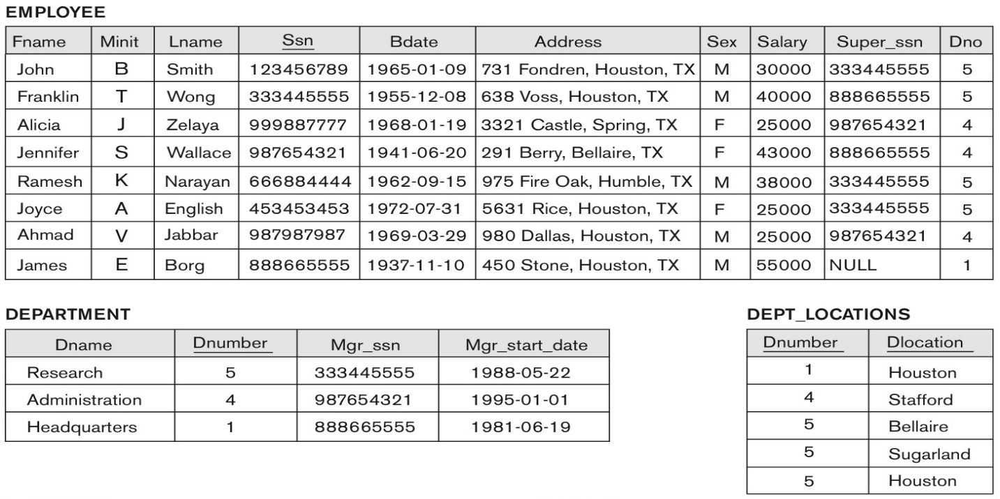 EMPLOYEE
Fname Minit Lname Ssn Bdate Address Sex Salary Super_ssn Dno
John B Smith 123456789 1965-01-09 731 Fondren, Houston, TX M 30000 333445555 5
Franklin T Wong 333445555 1955-12-08 638 Voss, Houston, TX M 40000 888665555 5
Alicia J Zelaya 999887777 1968-01-19 3321 Castle, Spring, TX F 25000 987654321 4
Jennifer S Wallace 987654321 1941-06-20 291 Berry, Bellaire, TX F 43000 888665555 4
Ramesh K Narayan 666884444 1962-09-15 975 Fire Oak, Humble, TX M 38000 333445555 5
Joyce A English 453453453 1972-07-31 5631 Rice, Houston, TX F 25000 333445555 5
Ahmad V Jabbar 987987987 1969-03-29 980 Dallas, Houston, TX M 25000 987654321 4
James E Borg 888665555 1937-11-10 450 Stone, Houston, TX M 55000 NULL 1
DEPARTMENT
Dname Dnumber Mgr_ssn Mgr_start_date
Research 5 333445555 1988-05-22
Administration 4 987654321 1995-01-01
Headquarters 1 888665555 1981-06-19
DEPT_LOCATIONS
Dnumber Dlocation
1 Houston
4 Stafford
5 Bellaire
5 Sugarland
5 Houston